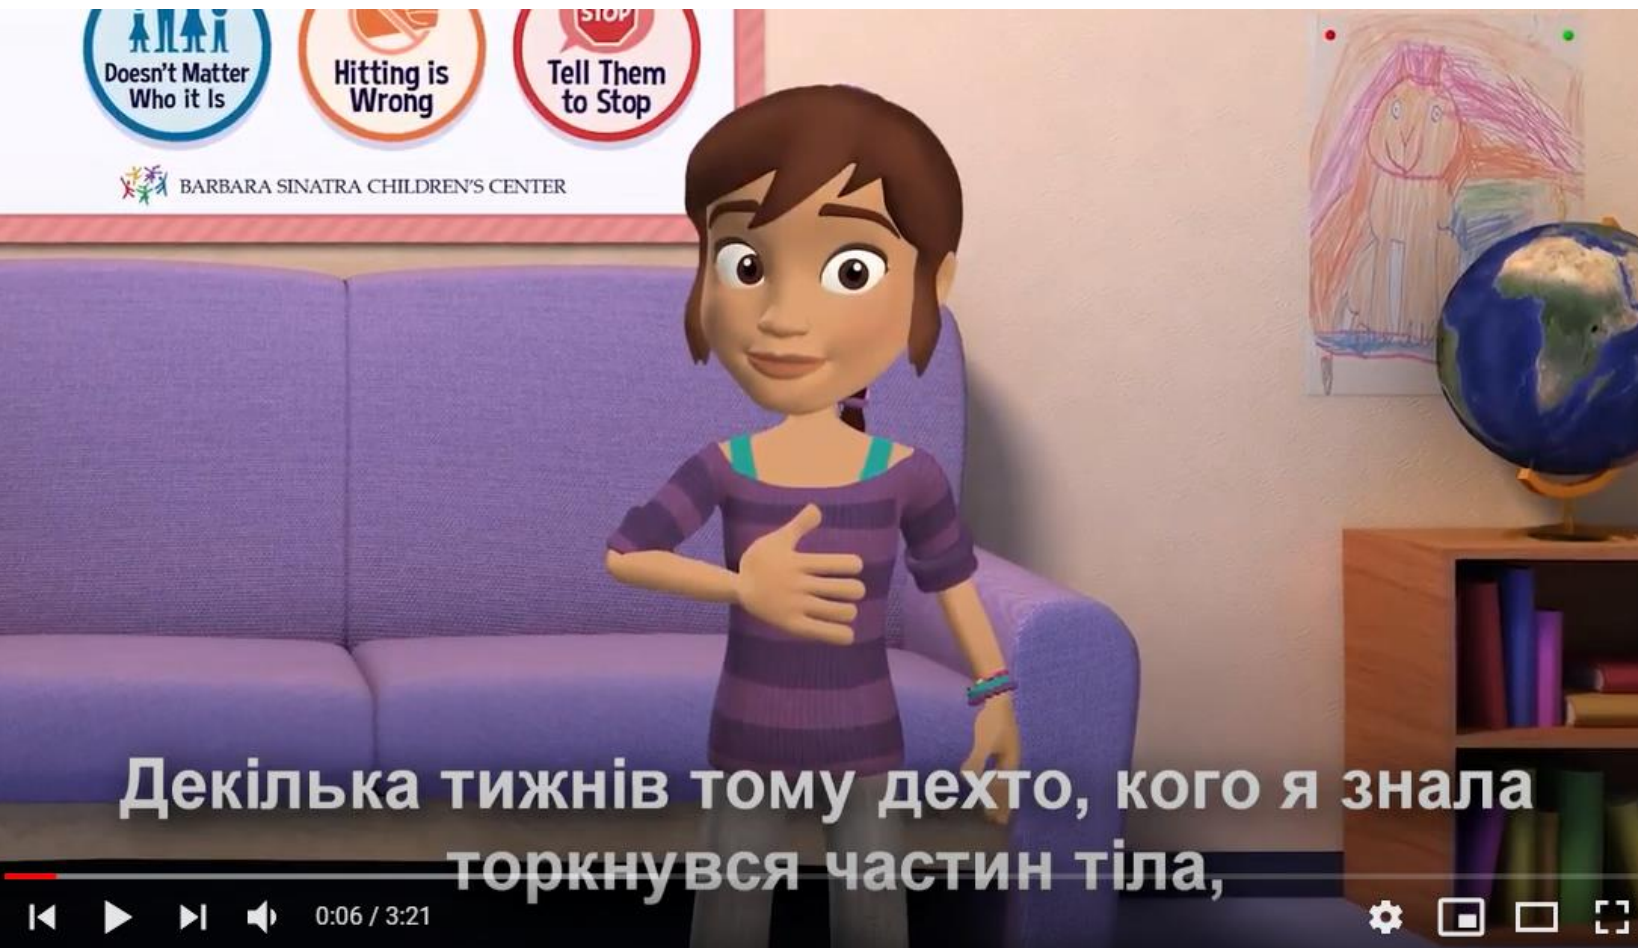 STOP
Doesn't Matter
Who it Is
Hitting is
Wrong
Tell Them
to Stop
BARBARA SINATRA CHILDREN'S CENTER
Декілька тижнів тому дехто, кого я знала
торкнувся частин тіла,
0:06 / 3:21